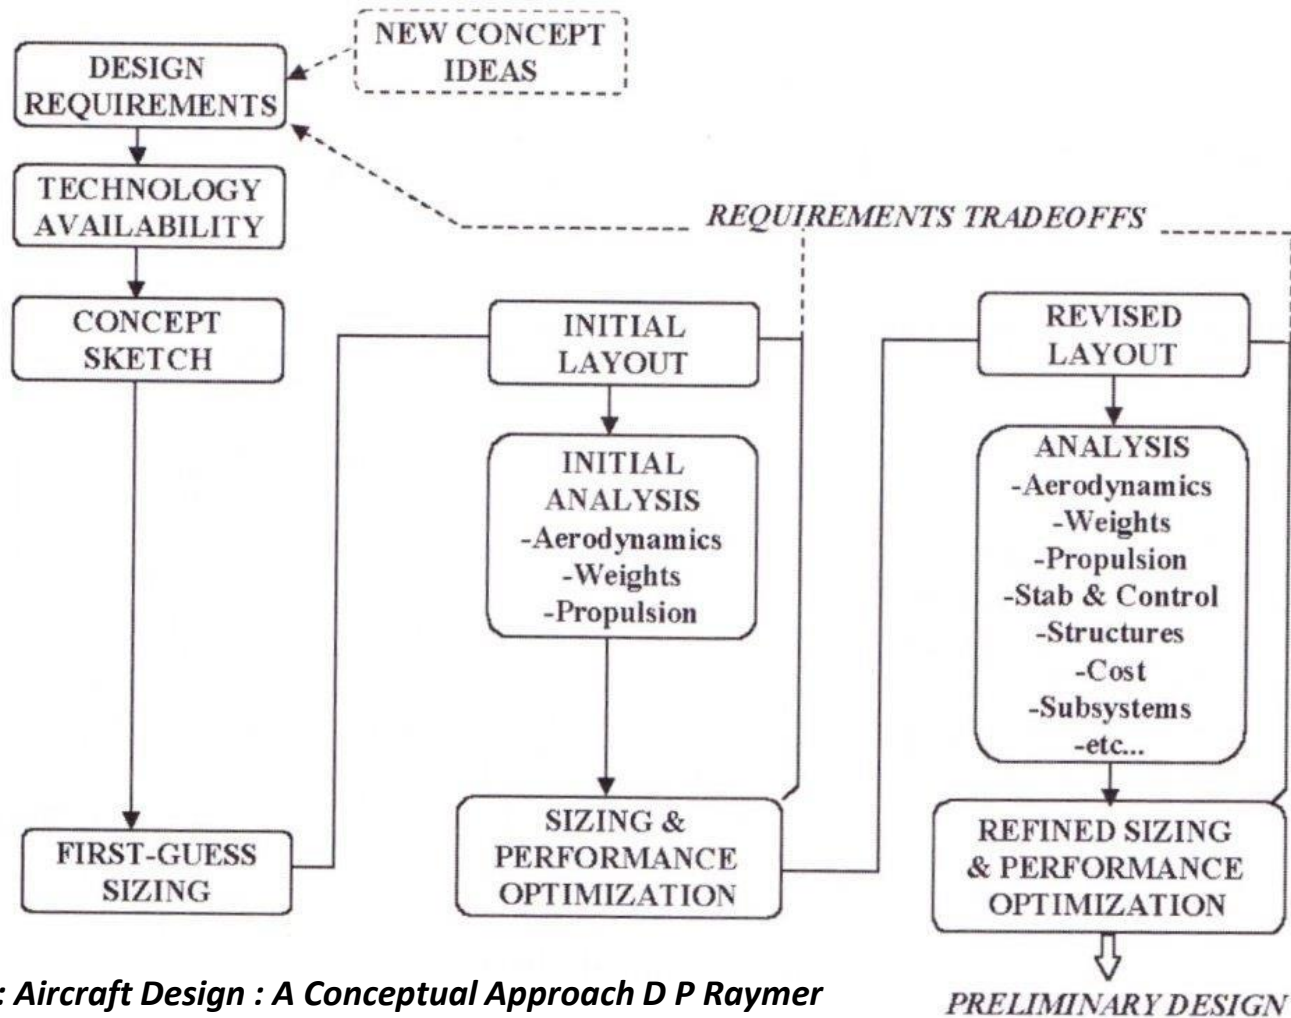 NEW CONCEPT
IDEAS
DESIGN
REQUIREMENTS
TECHNOLOGY
AVAILABILITY
REQUIREMENTS TRADEOFFS
CONCEPT
SKETCH
FIRST-GUESS
SIZING
INITIAL
LAYOUT
INITIAL
ANALYSIS
-Aerodynamics
-Weights
-Propulsion
SIZING &
PERFORMANCE
OPTIMIZATION
REVISED
LAYOUT
ANALYSIS
-Aerodynamics
-Weights
-Propulsion
-Stab & Control
-Structures
-Cost
-Subsystems
-etc...
REFINED SIZING
& PERFORMANCE
OPTIMIZATION
PRELIMINARY DESIGN
: Aircraft Design : A Conceptual Approach D P Raymer